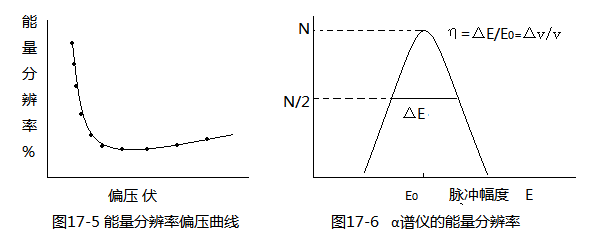 能量分辨率%
偏压 伏
图17-5 能量分辨率偏压曲线
N
η=△E/E₀=△v/v
N/2
△E
E₀
脉冲幅度 E
图17-6 α谱仪的能量分辨率